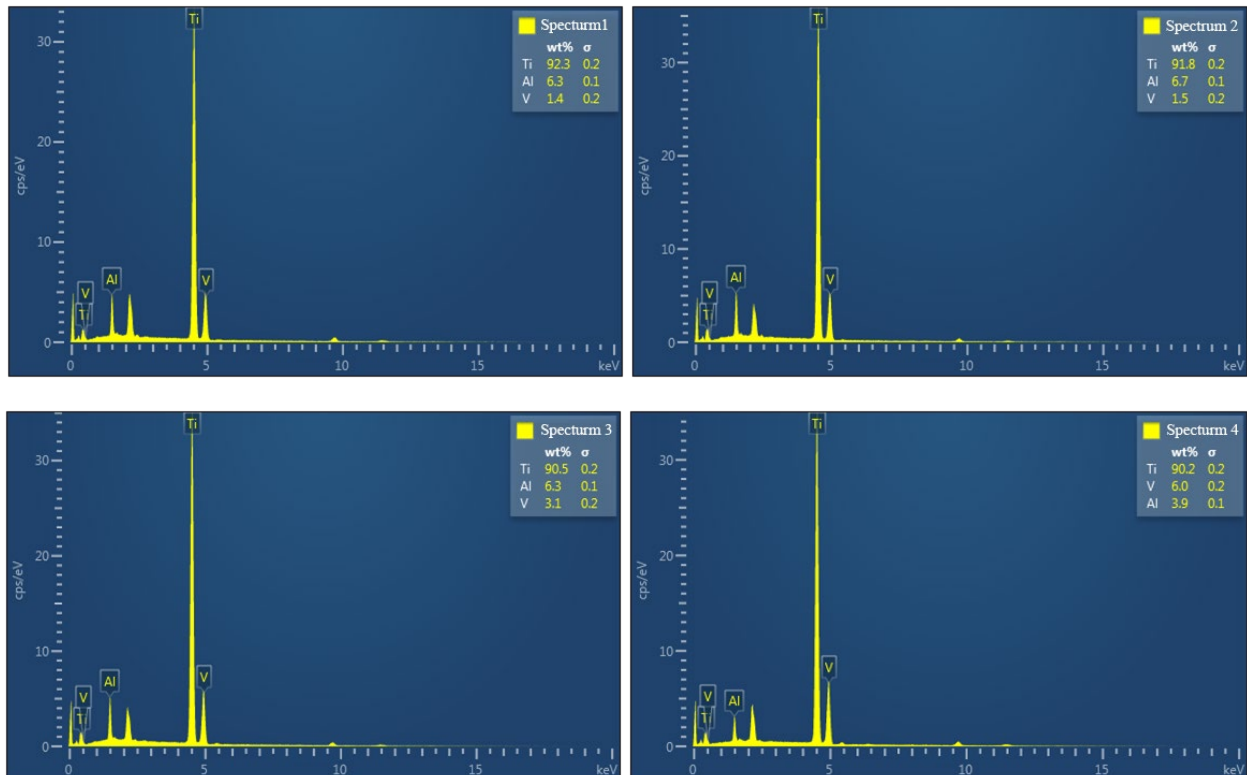 Ti
Specturm1
wt% σ
Ti 92.3 0.2
Al 6.3 0.1
V 1.4 0.2
30
20
10
0
cps/eV
V
Ti
Al
V
0 5 10 15 keV
Ti
Spectrum 2
wt% σ
Ti 91.8 0.2
Al 6.7 0.1
V 1.5 0.2
30
20
10
0
cps/eV
V
Al
V
0 5 10 15 keV
Ti
Specturm 3
wt% σ
Ti 90.5 0.2
Al 6.3 0.1
V 3.1 0.2
30
20
10
0
cps/eV
V
Al
V
0 5 10 15 keV
Ti
Specturm 4
wt% σ
Ti 90.2 0.2
V 6.0 0.2
Al 3.9 0.1
30
20
10
0
cps/eV
V
Al
V
0 5 10 15 keV